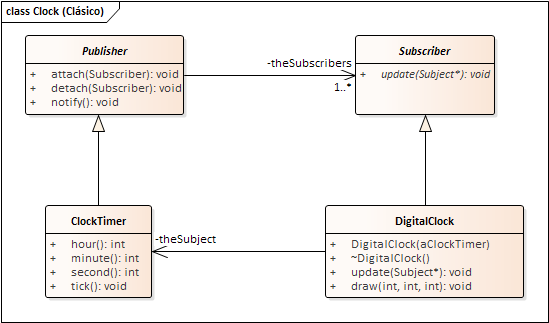 class Clock (Clásico)
Publisher
+ attach(Subscriber): void
+ detach(Subscriber): void
+ notify(): void
-theSubscribers
1..*
Subscriber
+ update(Subject*): void
ClockTimer
+ hour(): int
+ minute(): int
+ second(): int
+ tick(): void
-theSubject
DigitalClock
+ DigitalClock(aClockTimer)
+ ~DigitalClock()
+ update(Subject*): void
+ draw(int, int, int): void